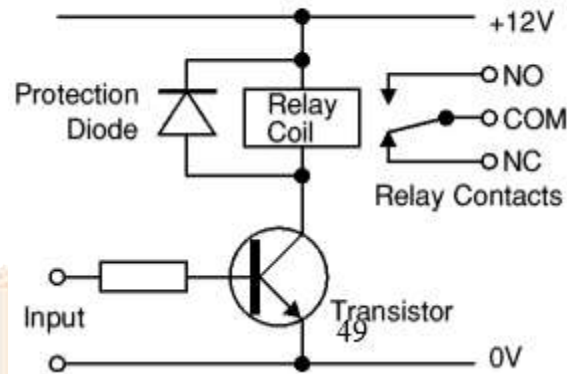 +12V
Protection
Diode
Relay
Coil
NO
COM
NC
Relay Contacts
Input
Transistor
49
0V